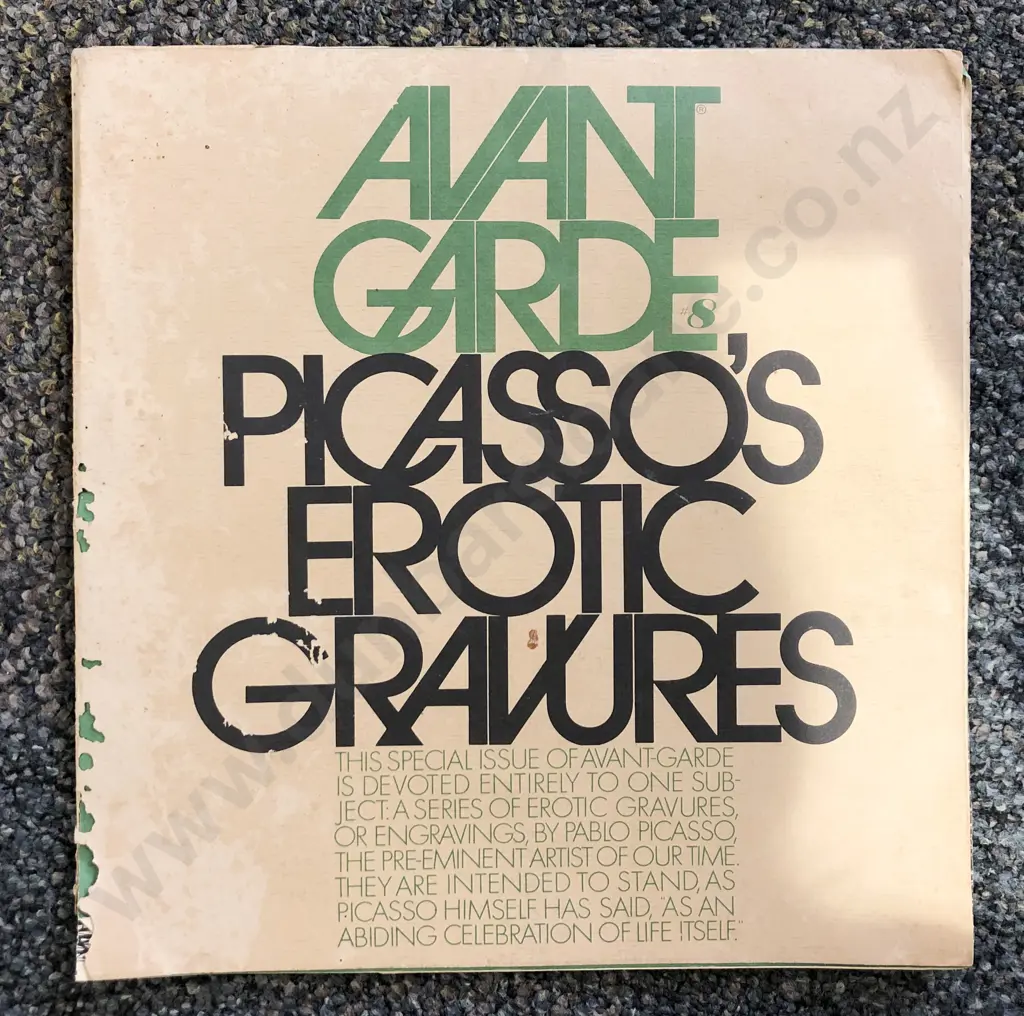 AVANT
GARDE
®
#8
PICASSO'S
EROTIC
GRAVURES
THIS SPECIAL ISSUE OF AVANT-GARDE
IS DEVOTED ENTIRELY TO ONE SUB-
JECT: A SERIES OF EROTIC GRAVURES,
OR ENGRAVINGS, BY PABLO PICASSO,
THE PRE-EMINENT ARTIST OF OUR TIME.
THEY ARE INTENDED TO STAND, AS
PICASSO HIMSELF HAS SAID, "AS AN
ABIDING CELEBRATION OF LIFE ITSELF."